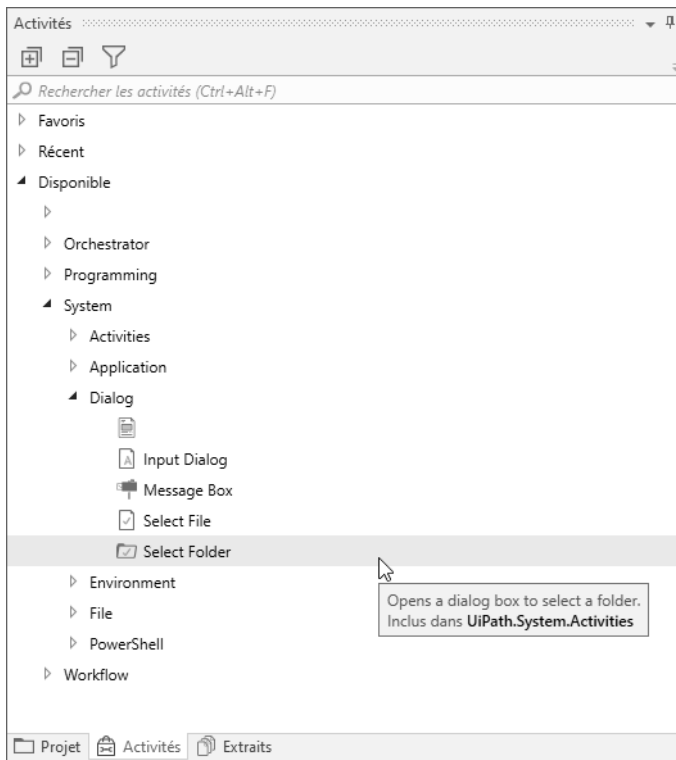 Activités
Rechercher les activités (Ctrl+Alt+F)
Favoris
Récent
Disponible
Orchestrator
Programming
System
Activities
Application
Dialog
Input Dialog
Message Box
Select File
Select Folder
Environment
Opens a dialog box to select a folder.
File
Inclus dans UiPath.System.Activities
PowerShell
Workflow
Projet Activités Extraits